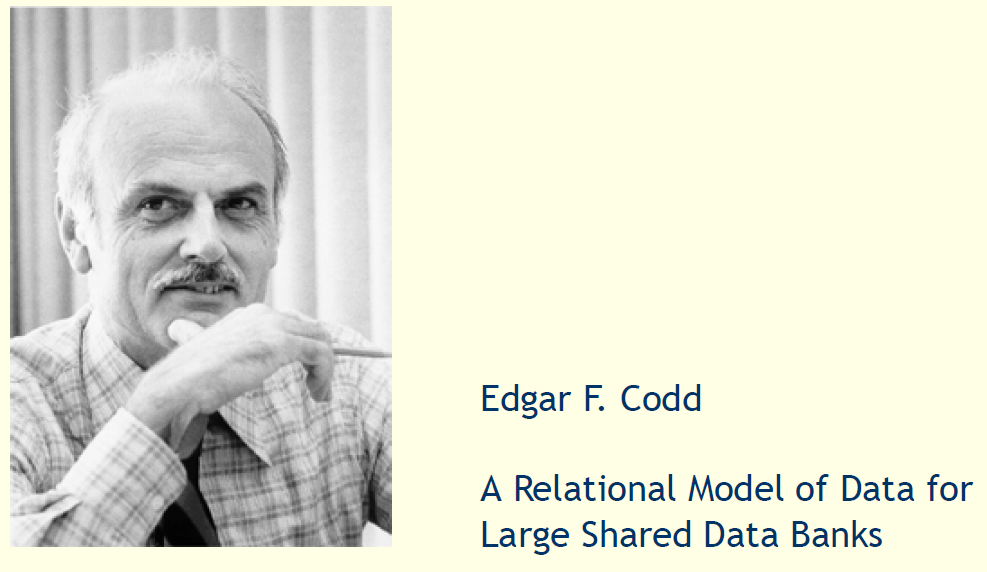 Edgar F. Codd
A Relational Model of Data for
Large Shared Data Banks